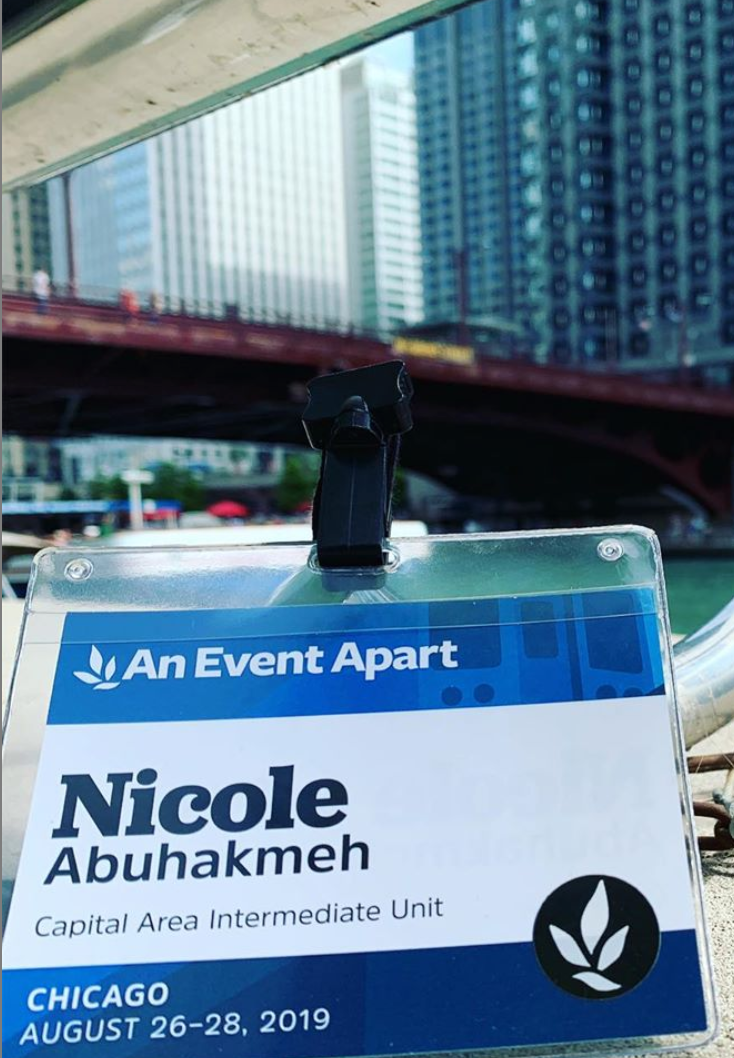 An Event Apart
Nicole
Abuhakmeh
Capital Area Intermediate Unit
CHICAGO
AUGUST 26-28, 2019